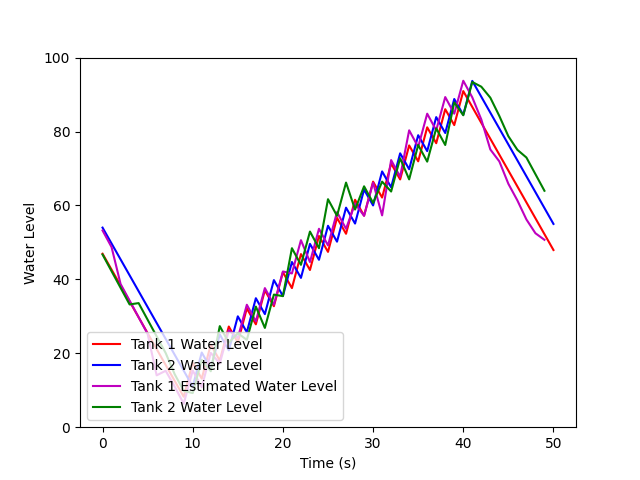 100
80
60
40
20
0
Water Level
Tank 1 Water Level
Tank 2 Water Level
Tank 1 Estimated Water Level
Tank 2 Water Level
0 10 20 30 40 50
Time (s)